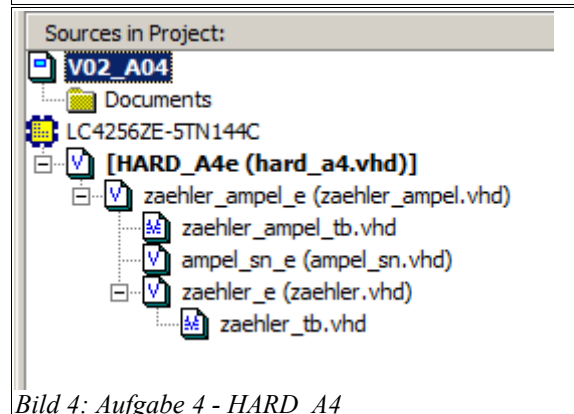 Sources in Project:
V02_A04
Documents
LC4256ZE-5TN144C
[HARD_A4e (hard_a4.vhd)]
zaehler_ampel_e (zaehler_ampel.vhd)
zaehler_ampel_tb.vhd
ampel_sn_e (ampel_sn.vhd)
zaehler_e (zaehler.vhd)
zaehler_tb.vhd
Bild 4: Aufgabe 4 - HARD_A4